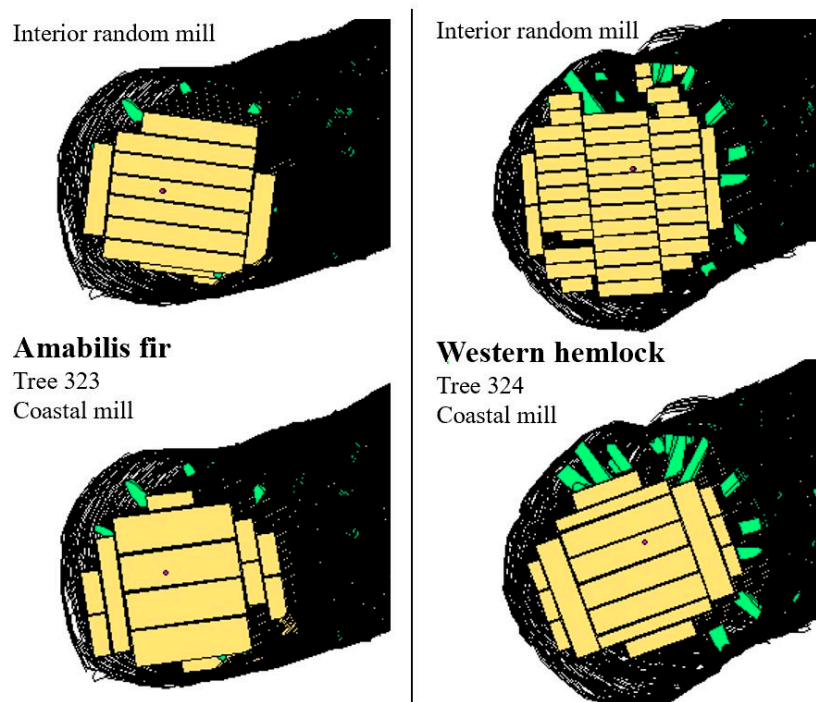 Interior random mill
Amabilis fir
Tree 323
Coastal mill
Interior random mill
Western hemlock
Tree 324
Coastal mill